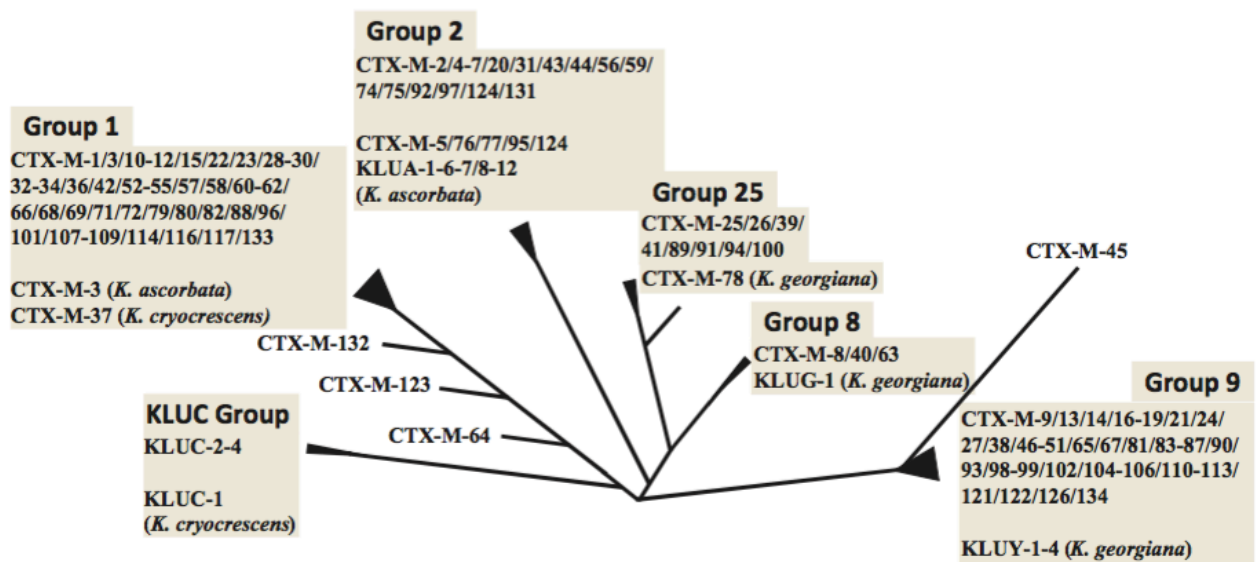 Group 2
CTX-M-2/4-7/20/31/43/44/56/59/
74/75/92/97/124/131
CTX-M-5/76/77/95/124
KLUA-1-6-7/8-12
(K. ascorbata)
Group 1
CTX-M-1/3/10-12/15/22/23/28-30/
32-34/36/42/52-55/57/58/60-62/
66/68/69/71/72/79/80/82/88/96/
101/107-109/114/116/117/133
CTX-M-3 (K. ascorbata)
CTX-M-37 (K. cryocrescens)
Group 25
CTX-M-25/26/39/
41/89/91/94/100
CTX-M-78 (K. georgiana)
CTX-M-45
Group 8
CTX-M-8/40/63
KLUG-1 (K. georgiana)
CTX-M-132
CTX-M-123
CTX-M-64
KLUC Group
KLUC-2-4
KLUC-1
(K. cryocrescens)
Group 9
CTX-M-9/13/14/16-19/21/24/
27/38/46-51/65/67/81/83-87/90/
93/98-99/102/104-106/110-113/
121/122/126/134
KLUY-1-4 (K. georgiana)